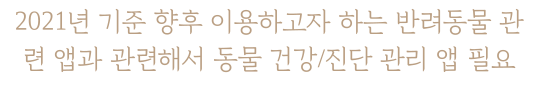 2021년 기준 향후 이용하고자 하는 반려동물 관
련 앱과 관련해서 동물 건강/진단 관리 앱 필요